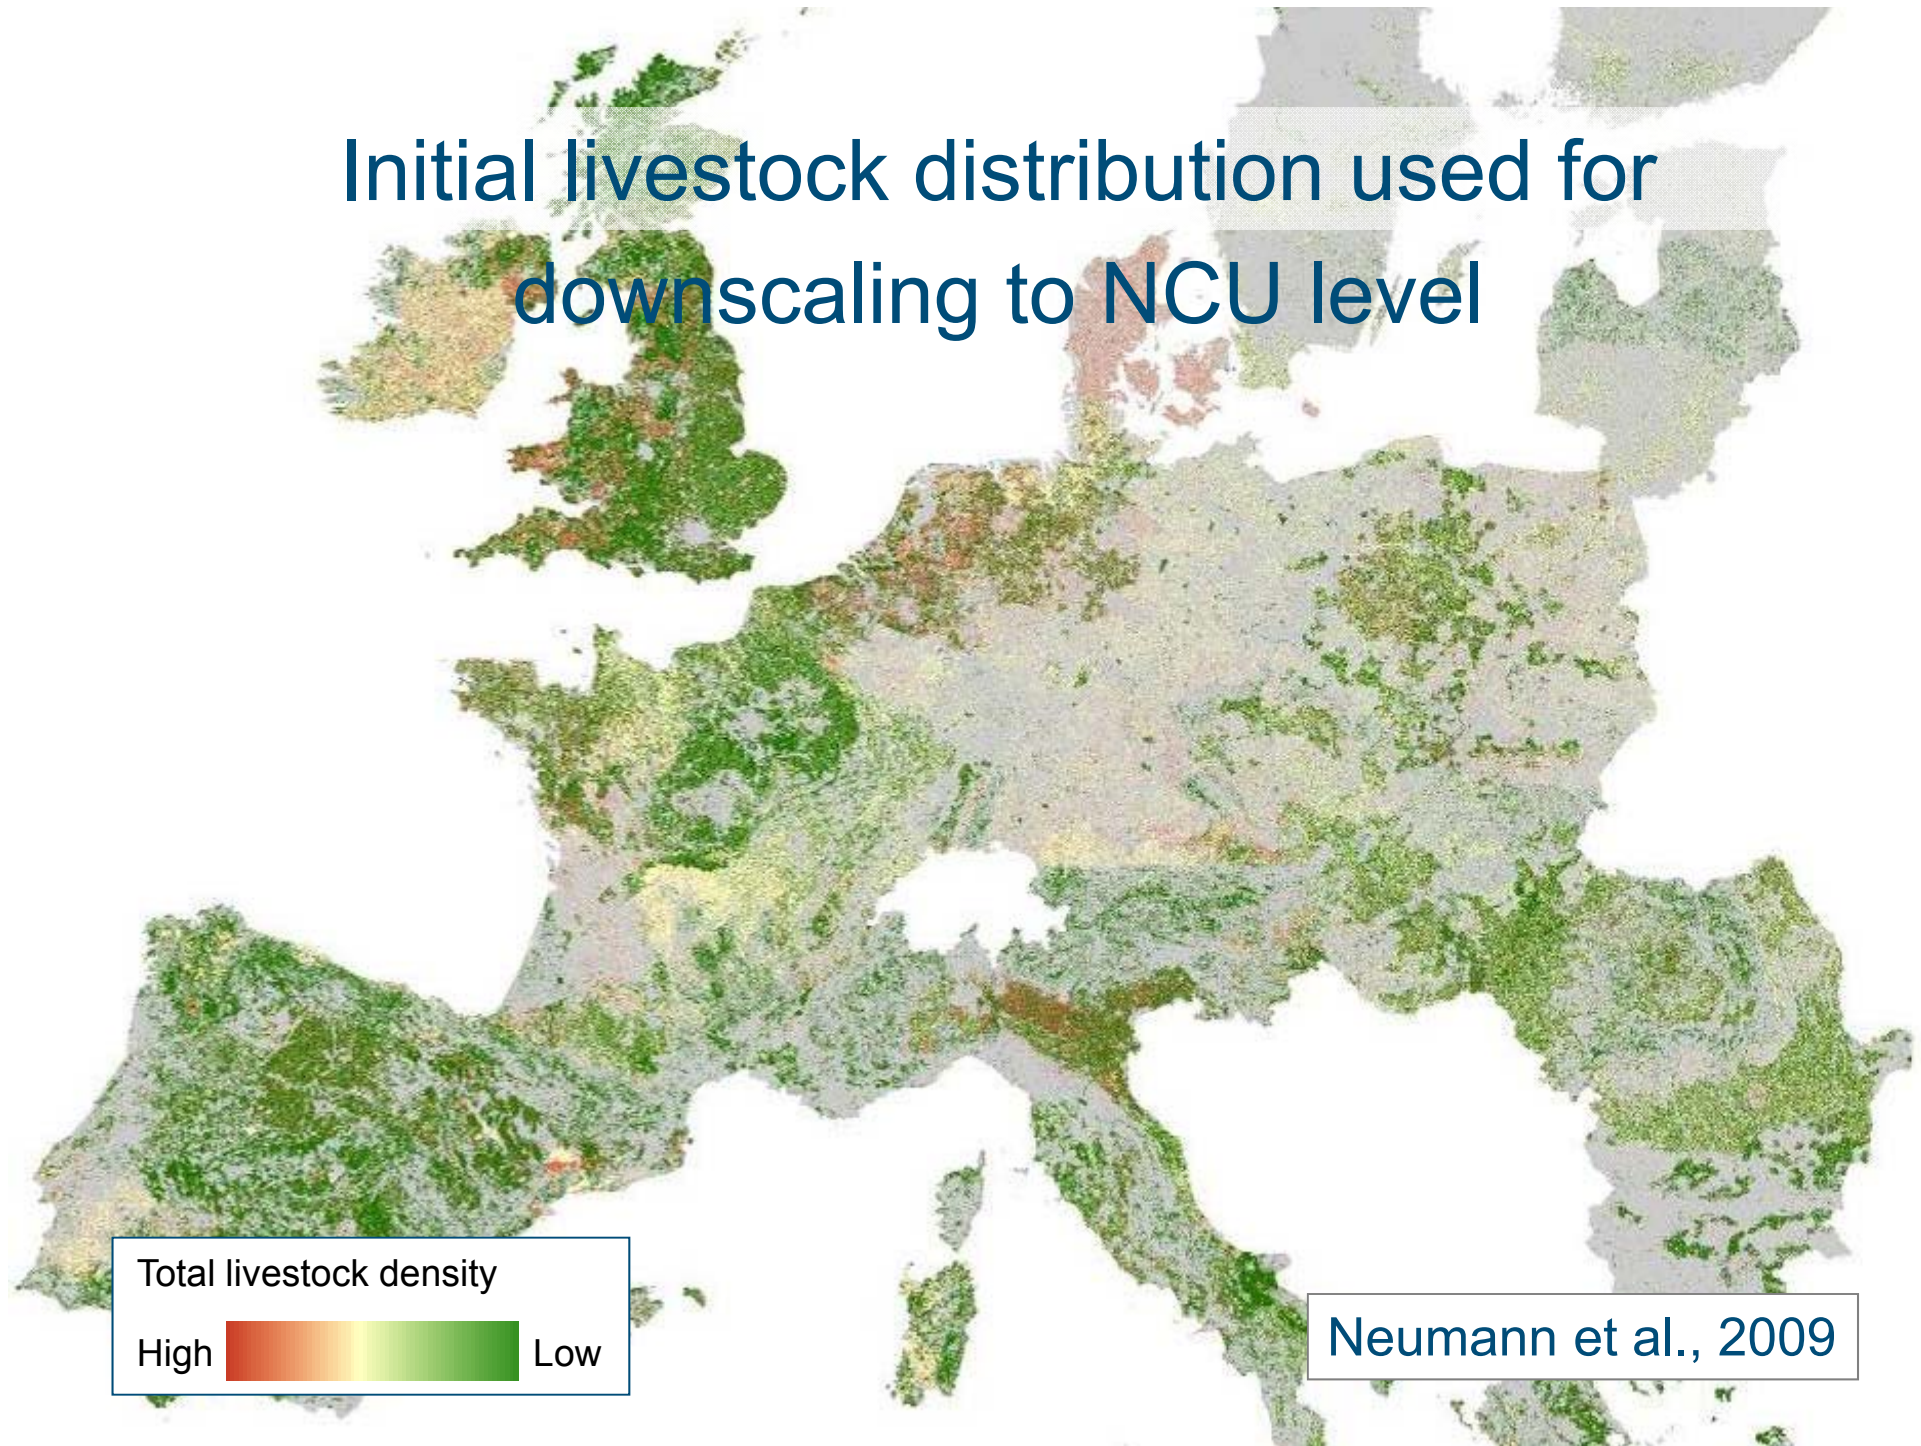 Initial livestock distribution used for
downscaling to NCU level
Total livestock density
High Low
Neumann et al., 2009